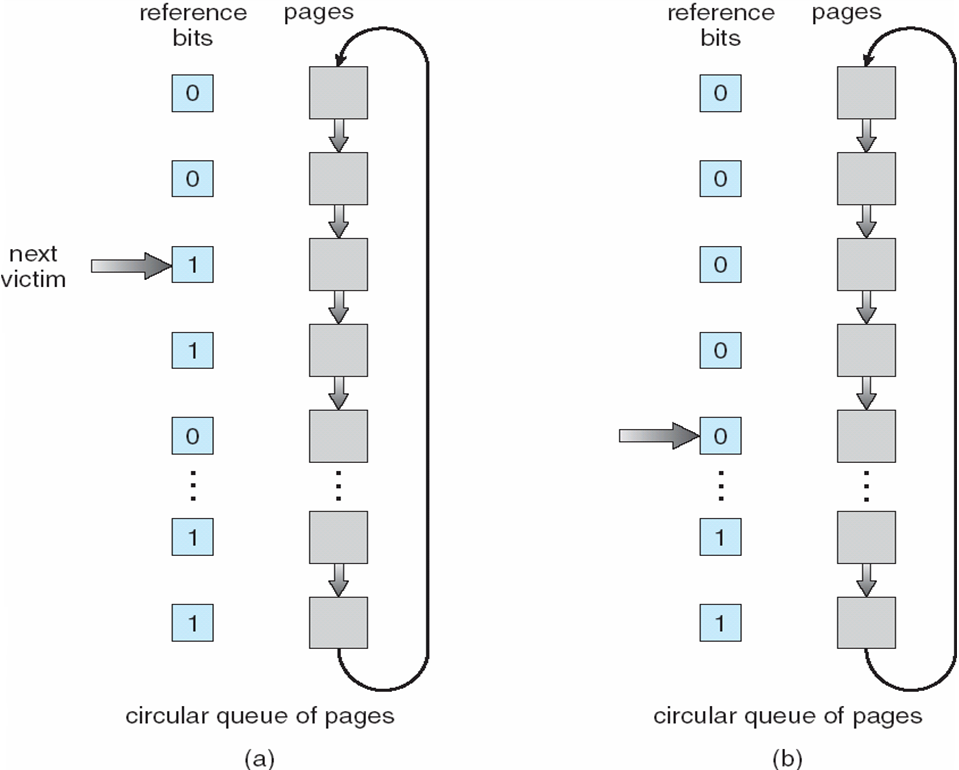 reference
bits
pages
0
0
next
victim
1
1
0
1
1
circular queue of pages
(a)
reference
bits
pages
0
0
0
0
0
1
1
circular queue of pages
(b)